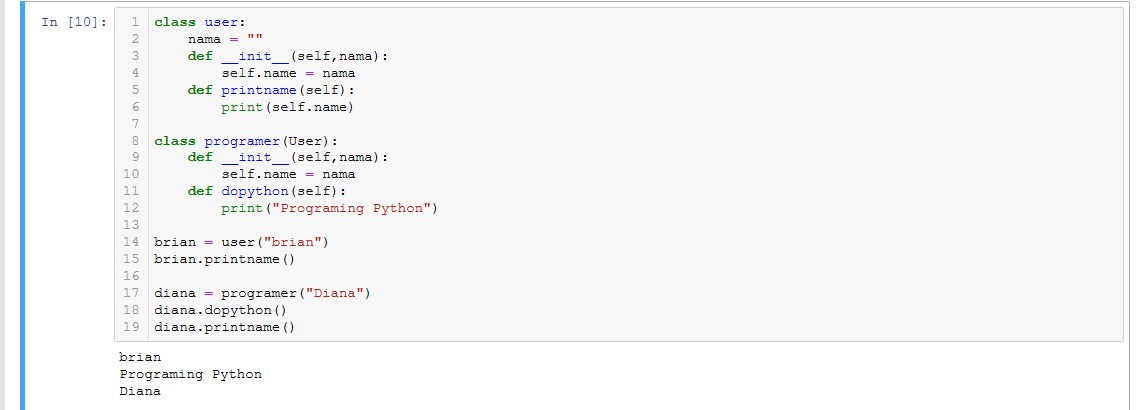 In [10]:
1 class user:
2     nama = ""
3     def __init__(self,nama):
4         self.name = nama
5     def printname(self):
6         print(self.name)
7
8 class programer(User):
9     def __init__(self,nama):
10         self.name = nama
11     def dopython(self):
12         print("Programing Python")
13
14 brian = user("brian")
15 brian.printname()
16
17 diana = programer("Diana")
18 diana.dopython()
19 diana.printname()
brian
Programing Python
Diana